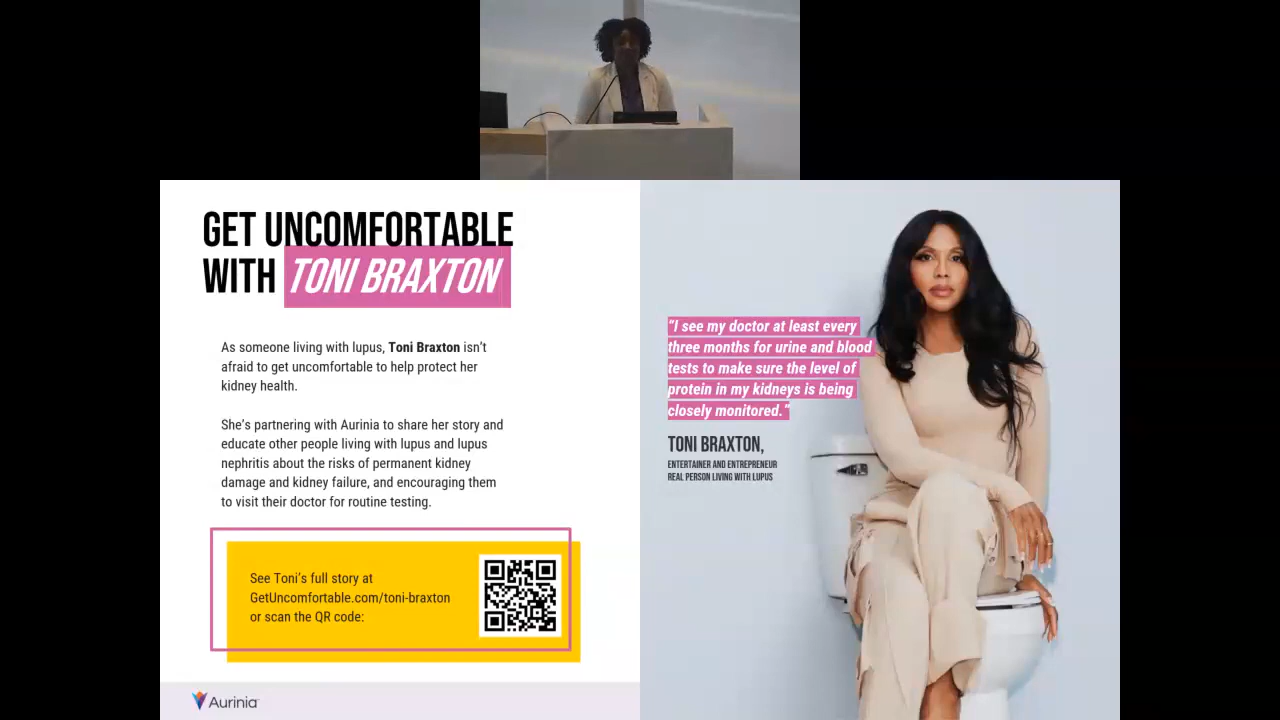 GET UNCOMFORTABLE
WITH TONI BRAXTON
As someone living with lupus, Toni Braxton isn't
afraid to get uncomfortable to help protect her
kidney health.
She's partnering with Aurinia to share her story and
educate other people living with lupus and lupus
nephritis about the risks of permanent kidney
damage and kidney failure, and encouraging them
to visit their doctor for routine testing.
See Toni's full story at
GetUncomfortable.com/toni-braxton
or scan the QR code:
Aurinia
"I see my doctor at least every
three months for urine and blood
tests to make sure the level of
protein in my kidneys is being
closely monitored."
TONI BRAXTON,
ENTERTAINER AND ENTREPRENEUR
REAL PERSON LIVING WITH LUPUS